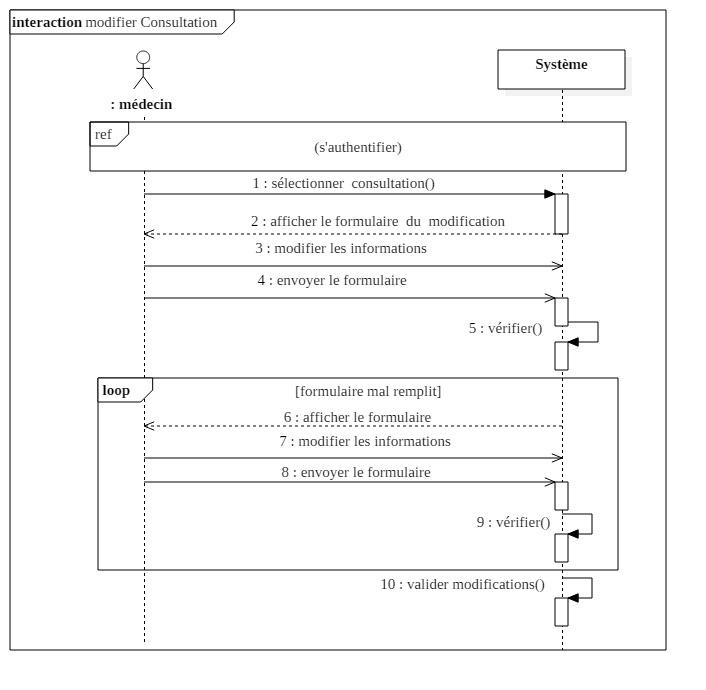 interaction modifier Consultation
Système
: médecin
ref
(s'authentifier)
1 : sélectionner  consultation()
2 : afficher le formulaire  du  modification
3 : modifier les informations
4 : envoyer le formulaire
5 : vérifier()
loop
[formulaire mal remplit]
6 : afficher le formulaire
7 : modifier les informations
8 : envoyer le formulaire
9 : vérifier()
10 : valider modifications()